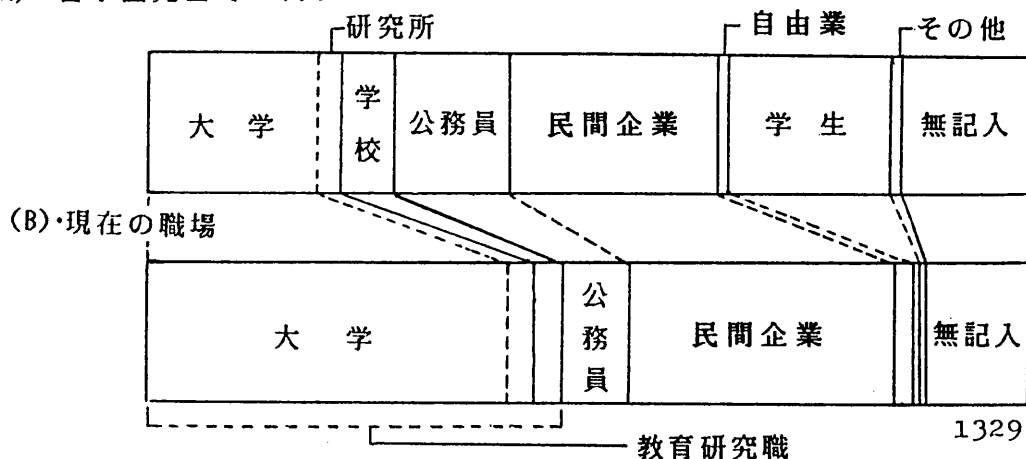 研究所
自由業
その他
大学
学校
公務員
民間企業
学生
無記入
(B)・現在の職場
大学
公務員
民間企業
無記入
1329
教育研究職